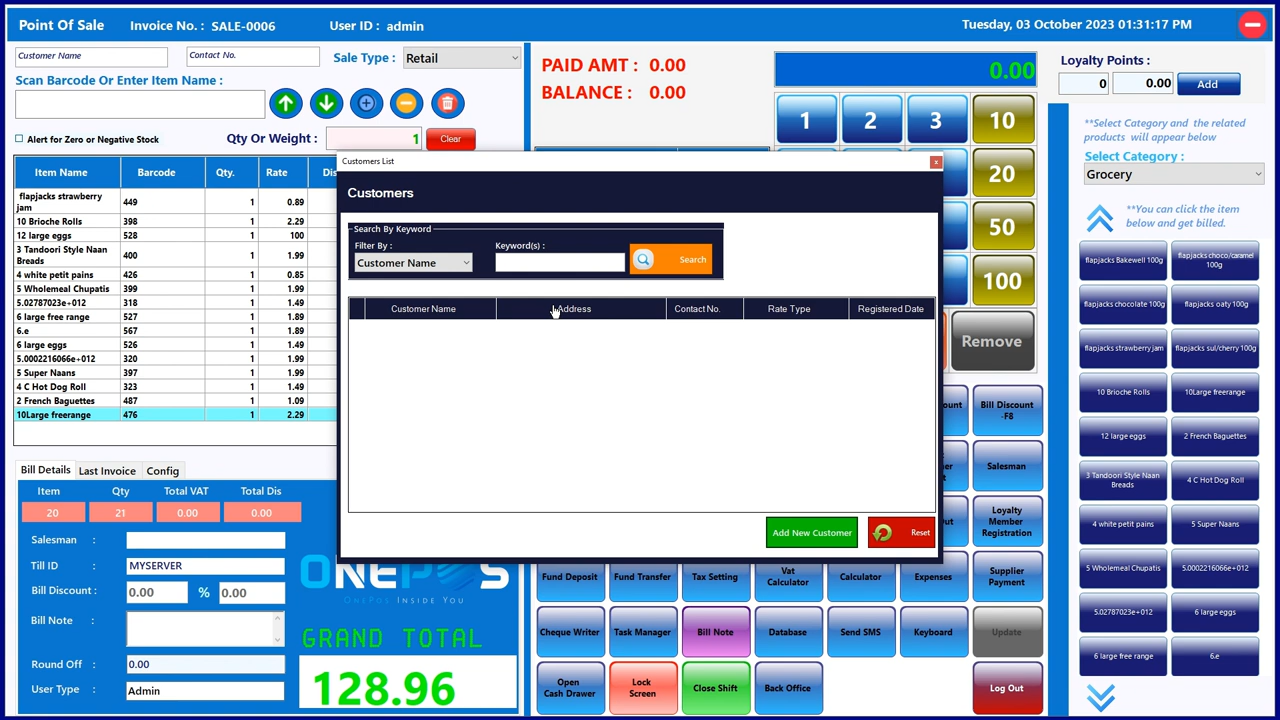 Point Of Sale
Invoice No. : SALE-0006
User ID : admin
Tuesday, 03 October 2023 01:31:17 PM
Customer Name
Contact No.
Sale Type : Retail
Scan Barcode Or Enter Item Name :
Alert for Zero or Negative Stock
Qty Or Weight : 1
Clear
PAID AMT : 0.00
BALANCE : 0.00
0.00
Loyalty Points :
0 0.00 Add
1 2 3 10
20
50
100
Remove
**Select Category and the related
products will appear below
Select Category :
Grocery
**You can click the item
below and get billed.
Item Name Barcode Qty. Rate Dis
flapjacks strawberry
jam 449 1 0.89
10 Brioche Rolls 398 1 2.29
12 large eggs 528 1 100
3 Tandoori Style Naan
Breads 400 1 1.99
4 white petit pains 426 1 0.85
5 Wholemeal Chupatis 399 1 1.99
5.02787023e+012 318 1 1.49
6 large free range 527 1 1.89
6.e 567 1 1.89
6 large eggs 526 1 1.49
5.0002216066e+012 358 1 1.99
5 Super Naans 397 1 1.99
4 C Hot Dog Roll 323 1 1.49
2 French Baguettes 487 1 1.09
10Large freerange 476 1 2.29
Customers List
x
Customers
Search By Keyword
Filter By :
Keyword(s) :
Customer Name
Search
Customer Name Address Contact No. Rate Type Registered Date
Add New Customer
Reset
Bill Details Last Invoice Config
Item Qty Total VAT Total Dis
20 21 0.00 0.00
Salesman :
Till ID : MYSERVER
Bill Discount : 0.00 % 0.00
Bill Note :
Round Off : 0.00
User Type : Admin
ONEPOS
OnePos Inside You
GRAND TOTAL
128.96
ount
Bill Discount
-F8
Salesman
Loyalty
Member
Registration
Fund Deposit
Fund Transfer
Tax Setting
Vat
Calculator
Calculator
Expenses
Supplier
Payment
Cheque Writer
Task Manager
Bill Note
Database
Send SMS
Keyboard
Update
Open
Cash Drawer
Lock
Screen
Close Shift
Back Office
Log Out
flapjacks Bakewell 100g
flapjacks choco/caramel
100g
flapjacks chocolate 100g
flapjacks oaty 100g
flapjacks strawberry jam
flapjacks sul/cherry 100g
10 Brioche Rolls
10Large freerange
12 large eggs
2 French Baguettes
3 Tandoori Style Naan
Breads
4 C Hot Dog Roll
4 white petit pains
5 Super Naans
5 Wholemeal Chupatis
5.0002216066e+012
5.02787023e+012
6 large eggs
6 large free range
6.e